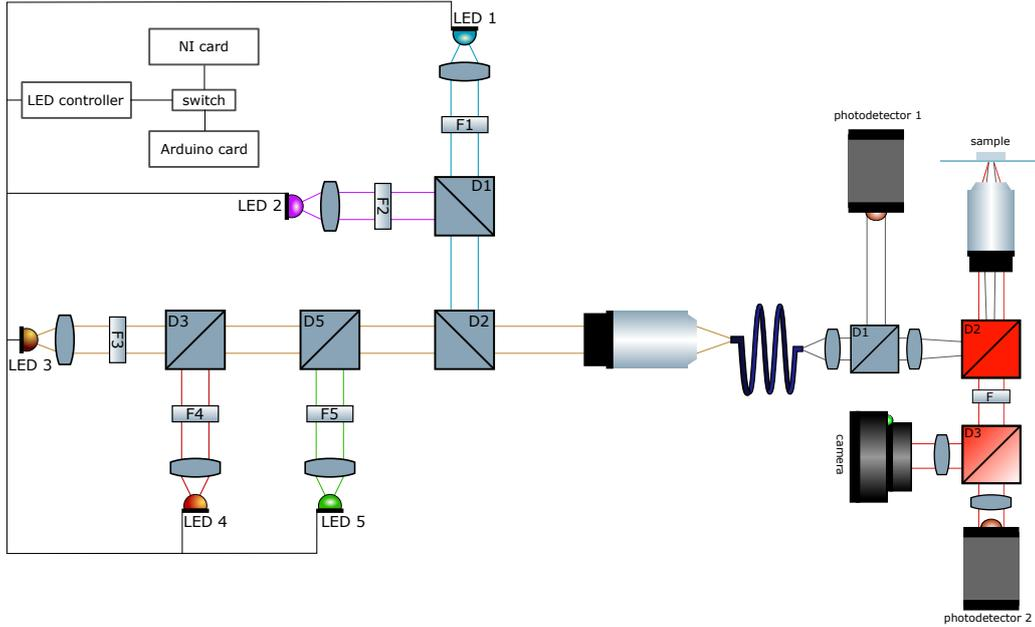 LED 1
NI card
LED controller
switch
Arduino card
F1
photodetector 1
sample
D1
LED 2
F2
D3
D5
D2
D1
D2
F3
LED 3
F
F4
F5
D3
camera
LED 4
LED 5
photodetector 2